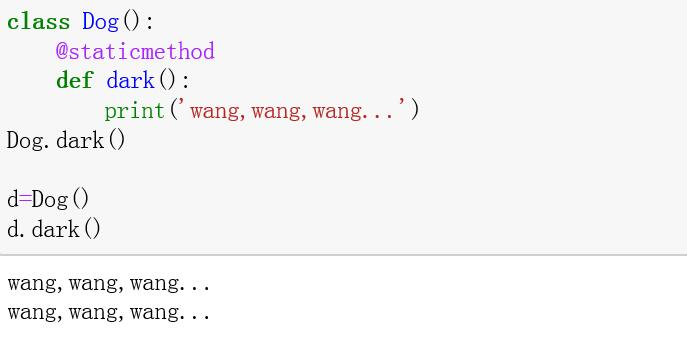 class Dog():
    @staticmethod
    def dark():
        print('wang,wang,wang...')
Dog.dark()

d=Dog()
d.dark()
wang,wang,wang...
wang,wang,wang...